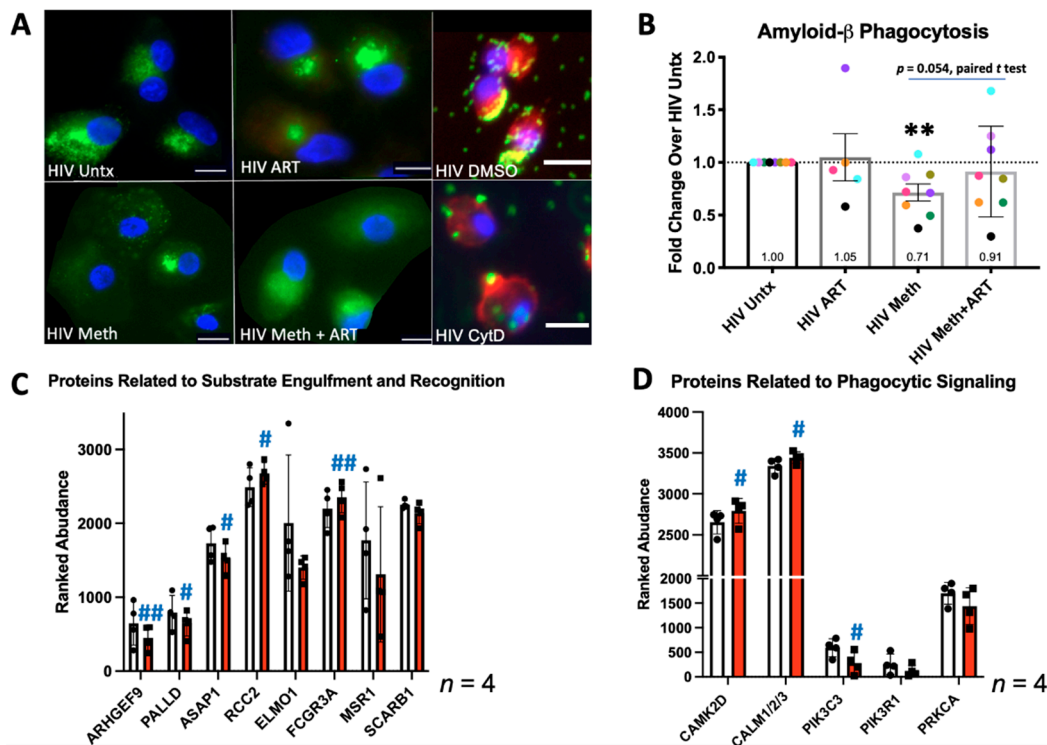 A
HIV Untx
HIV ART
HIV DMSO
HIV Meth
HIV Meth + ART
HIV CytD
B
Amyloid-β Phagocytosis
Fold Change Over HIV Untx
2.0
1.5
1.0
0.5
0.0
p = 0.054, paired t test
**
1.00
1.05
0.71
0.91
HIV Untx
HIV ART
HIV Meth
HIV Meth+ART
C
Proteins Related to Substrate Engulfment and Recognition
Ranked Abudance
3000
2000
1000
0
##
#
#
#
##
ARHGEF9
PALLD
ASAP1
RCC2
ELMO1
FCGR3A
MSR1
SCARB1
n = 4
D
Proteins Related to Phagocytic Signaling
Ranked Abudance
4000
3500
3000
2500
2000
1500
1000
500
0
#
#
#
CAMK2D
CALM1/2/3
PIK3C3
PIK3R1
PRKCA
n = 4